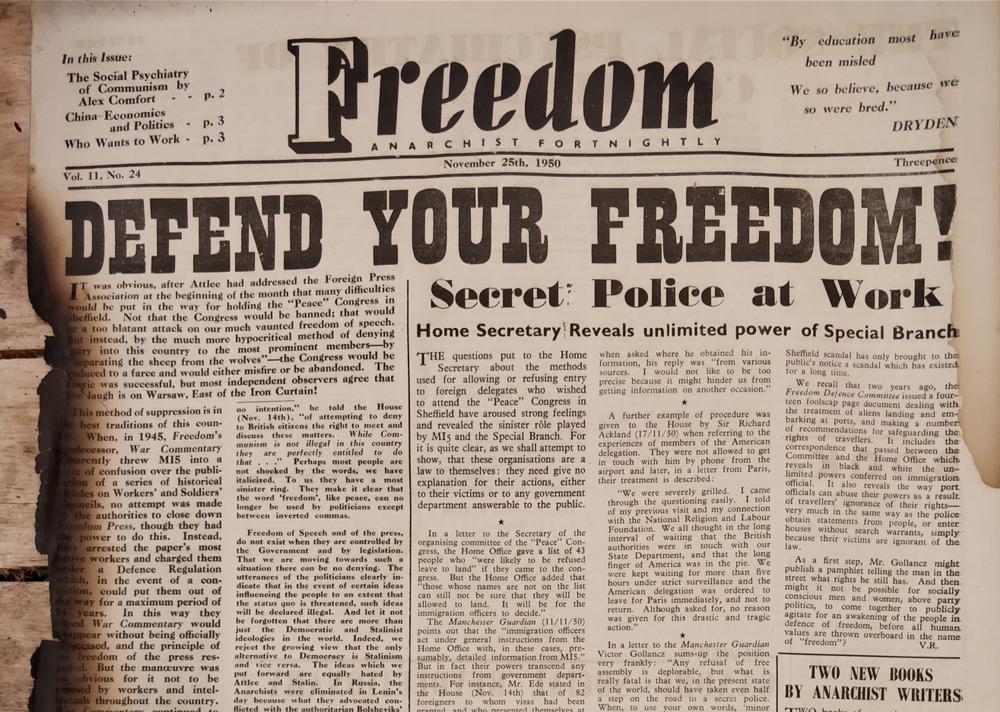 In this Issue:
The Social Psychiatry
of Communism by
Alex Comfort - - p. 2
China-Economics
and Politics - p. 3
Who Wants to Work - p. 3
Freedom
ANARCHIST FORTNIGHTLY
"By education most have
been misled
We so believe, because we
so were bred."
DRYDEN
Vol. 11, No. 24
November 25th, 1950
Threepence
DEFEND YOUR FREEDOM!
IT was obvious, after Attlee had addressed the Foreign Press
Association at the beginning of the month that many difficulties
would be put in the way for holding the "Peace" Congress in
Sheffield. Not that the Congress would be banned; that would
be a too blatant attack on our much vaunted freedom of speech.
but instead, by the much more hypocritical method of denying
entry into this country to the most prominent members—by
"separating the sheep from the wolves"—the Congress would be
reduced to a farce and would either misfire or be abandoned. The
tactic was successful, but most independent observers agree that
the laugh is on Warsaw, East of the Iron Curtain!
This method of suppression is in
best traditions of this coun-
When, in 1945, Freedom's
War Commentary
threw MI5 into a
of confusion over the publi-
of a series of historical
on Workers' and Soldiers'
no attempt was made
the authorities to close down
Press, though they had
power to do this. Instead,
arrested the paper's most
workers and charged them
a Defence Regulation
in the event of a con-
could put them out of
way for a maximum period of
years. In this way they
War Commentary would
without being officially
and the principle of
freedom of the press res-
But the manœuvre was
obvious for it not to be
by workers and intel-
throughout the country.
no intention," he told the House
(Nov. 14th), "of attempting to deny
to British citizens the right to meet and
discuss these matters. While Com-
munism is not illegal in this country
they are perfectly entitled to do
that . . ." Perhaps most people are
not shocked by the words, we have
italicised. To us they have a most
sinister ring. They make it clear that
the word 'freedom', like peace, can no
longer be used by politicians except
between inverted commas.
Freedom of Speech and of the press,
do not exist when they are controlled by
the Government and by legislation.
That we are moving towards such a
situation there can be no denying. The
utterances of the politicians clearly in-
dicate that in the event of certain ideas
influencing the people to an extent that
the status quo is threatened, such ideas
will be declared illegal. And let it not
be forgotten that there are more than
just the Democratic and Stalinist
ideologies in the world. Indeed, we
reject the growing view that the only
alternative to Democracy is Stalinism
and vice versa. The ideas which we
put forward are equally hated by
Attlee and Stalin. In Russia, the
Anarchists were eliminated in Lenin's
day because what they advocated con-
flicted with the authoritarian Bolsheviks'
Secret Police at Work
Home Secretary Reveals unlimited power of Special Branch
THE questions put to the Home
Secretary about the methods
used for allowing or refusing entry
to foreign delegates who wished
to attend the "Peace" Congress in
Sheffield have aroused strong feelings
and revealed the sinister rôle played
by MI5 and the Special Branch. For
it is quite clear, as we shall attempt to
show, that these organisations are a
law to themselves: they need give no
explanation for their actions, either
to their victims or to any government
department answerable to the public.
★
In a letter to the Secretary of the
organising committee of the "Peace" Con-
gress, the Home Office gave a list of 43
people who "were likely to be refused
leave to land" if they came to the con-
gress. But the Home Office added that
"those whose names are not on the list
can still not be sure that they will be
allowed to land. It will be for the
immigration officers to decide."
The Manchester Guardian (11/11/50)
points out that the "immigration officers
act under general instructions from the
Home Office with, in these cases, pre-
sumably, detailed information from MI5."
But in fact their powers transcend any
instructions from government depart-
ments. For instance, Mr. Ede stated in
the House (Nov. 14th) that of 82
foreigners to whom visas had been
granted, and who presented themselves at
when asked where he obtained his in-
formation, his reply was "from various
sources. I would not like to be too
precise because it might hinder us from
getting information on another occasion."
★
A further example of procedure was
given to the House by Sir Richard
Ackland (17/11/50) when referring to the
experiences of members of the American
delegation. They were not allowed to get
in touch with him by phone from the
airport and later, in a letter from Paris,
their treatment is described:
"We were severely grilled. I came
through the questioning easily. I told
of my previous visit and my connection
with the National Religion and Labour
Foundation. We all thought in the long
interval of waiting that the British
authorities were in touch with our
State Department, and that the long
finger of America was in the pie. We
were kept waiting for more than five
hours under strict surveillance and the
American delegation was ordered to
leave for Paris immediately, and not to
return. Although asked for, no reason
was given for this drastic and tragic
action."
★
In a letter to the Manchester Guardian
Victor Gollancz sums-up the position
very frankly: "Any refusal of free
assembly is deplorable, but what is
really fatal is that we, in the present state
of the world, should have taken even half
a step on the road to a secret police.
When, to use your own words, 'minor
Sheffield scandal has only brought to the
public's notice a scandal which has existed
for a long time.
We recall that two years ago, the
Freedom Defence Committee issued a four-
teen foolscap page document dealing with
the treatment of aliens landing and em-
barking at ports, and making a number
of recommendations for safeguarding the
rights of travellers. It includes the
correspondence that passed between the
Committee and the Home Office which
reveals in black and white the un-
limited powers conferred on immigration
official. It also reveals the way port
officials can abuse their powers as a result
of travellers' ignorance of their rights—
very much in the same way as the police
obtain statements from people, or enter
houses without search warrants, simply
because their victims are ignorant of the
law.
As a first step, Mr. Gollancz might
publish a pamphlet telling the man in the
street what rights he still has. And then
might it not be possible for socially
conscious men and women, above party
politics, to come together to publicly
agitate for an awakening of the people in
defence of freedom, before all human
values are thrown overboard in the name
of "freedom"? V.R.
TWO NEW BOOKS
BY ANARCHIST WRITERS